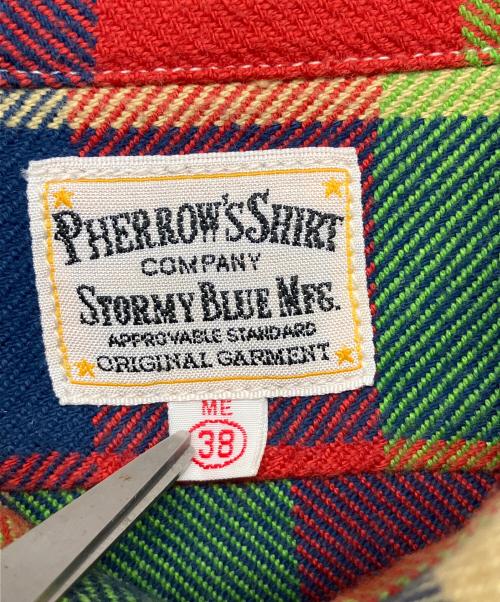 PHERROW'S SHIRT
COMPANY
STORMY BLUE MFG.
APPROVABLE STANDARD
ORIGINAL GARMENT
ME
38